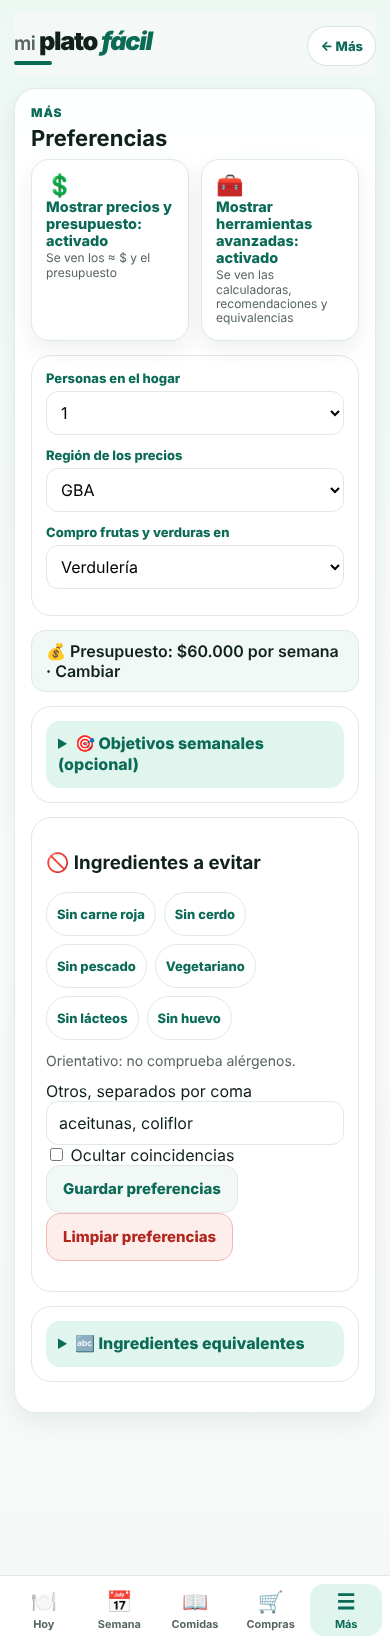 mi plato fácil
← Más
MÁS
Preferencias
💲
Mostrar precios y
presupuesto:
activado
Se ven los ≈ $ y el
presupuesto
🧰
Mostrar
herramientas
avanzadas:
activado
Se ven las
calculadoras,
recomendaciones y
equivalencias
Personas en el hogar
1
Región de los precios
GBA
Compro frutas y verduras en
Verdulería
💰 Presupuesto: $60.000 por semana
· Cambiar
▶ 🎯 Objetivos semanales
(opcional)
🚫 Ingredientes a evitar
Sin carne roja
Sin cerdo
Sin pescado
Vegetariano
Sin lácteos
Sin huevo
Orientativo: no comprueba alérgenos.
Otros, separados por coma
aceitunas, coliflor
Ocultar coincidencias
Guardar preferencias
Limpiar preferencias
▶ 🔤 Ingredientes equivalentes
Hoy
Semana
Comidas
Compras
Más